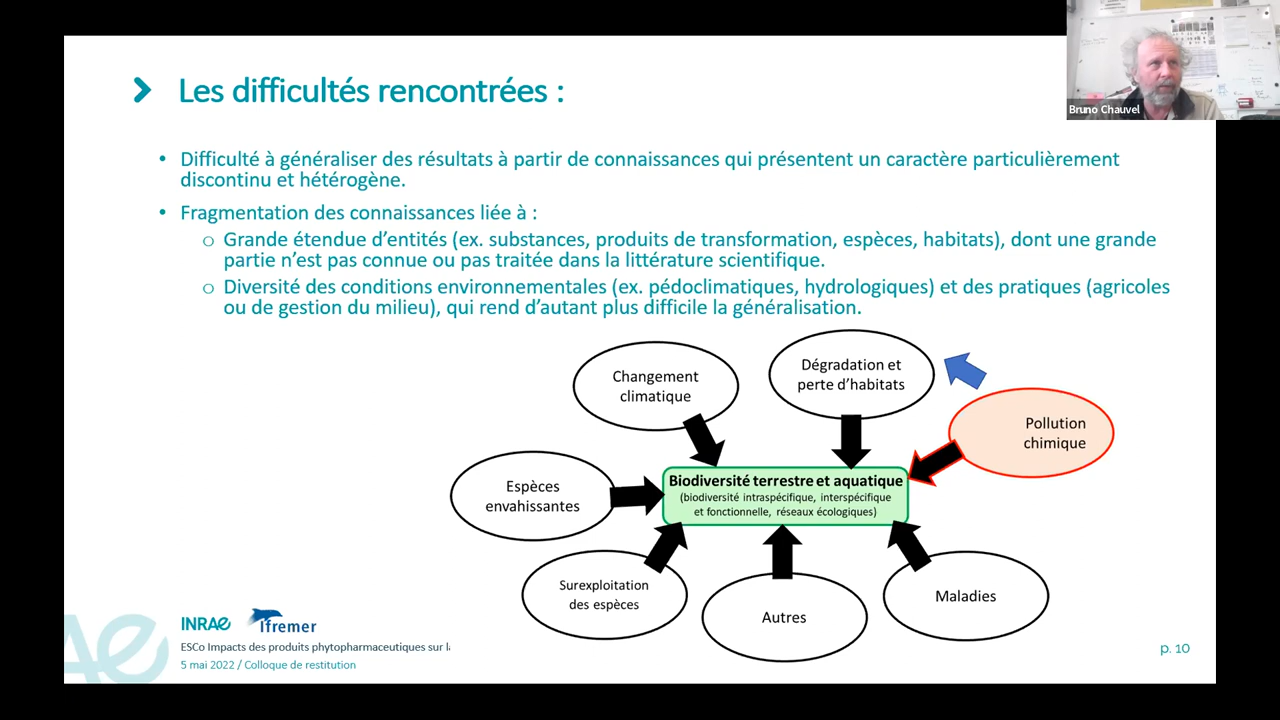 Bruno Chauvel
Les difficultés rencontrées :
• Difficulté à généraliser des résultats à partir de connaissances qui présentent un caractère particulièrement
discontinu et hétérogène.
• Fragmentation des connaissances liée à :
o Grande étendue d’entités (ex. substances, produits de transformation, espèces, habitats), dont une grande
partie n’est pas connue ou pas traitée dans la littérature scientifique.
o Diversité des conditions environnementales (ex. pédoclimatiques, hydrologiques) et des pratiques (agricoles
ou de gestion du milieu), qui rend d’autant plus difficile la généralisation.
Changement
climatique
Dégradation et
perte d’habitats
Pollution
chimique
Espèces
envahissantes
Biodiversité terrestre et aquatique
(biodiversité intraspécifique, interspécifique
et fonctionnelle, réseaux écologiques)
Surexploitation
des espèces
Autres
Maladies
INRAE
Ifremer
ESCo Impacts des produits phytopharmaceutiques sur
5 mai 2022 / Colloque de restitution
p. 10